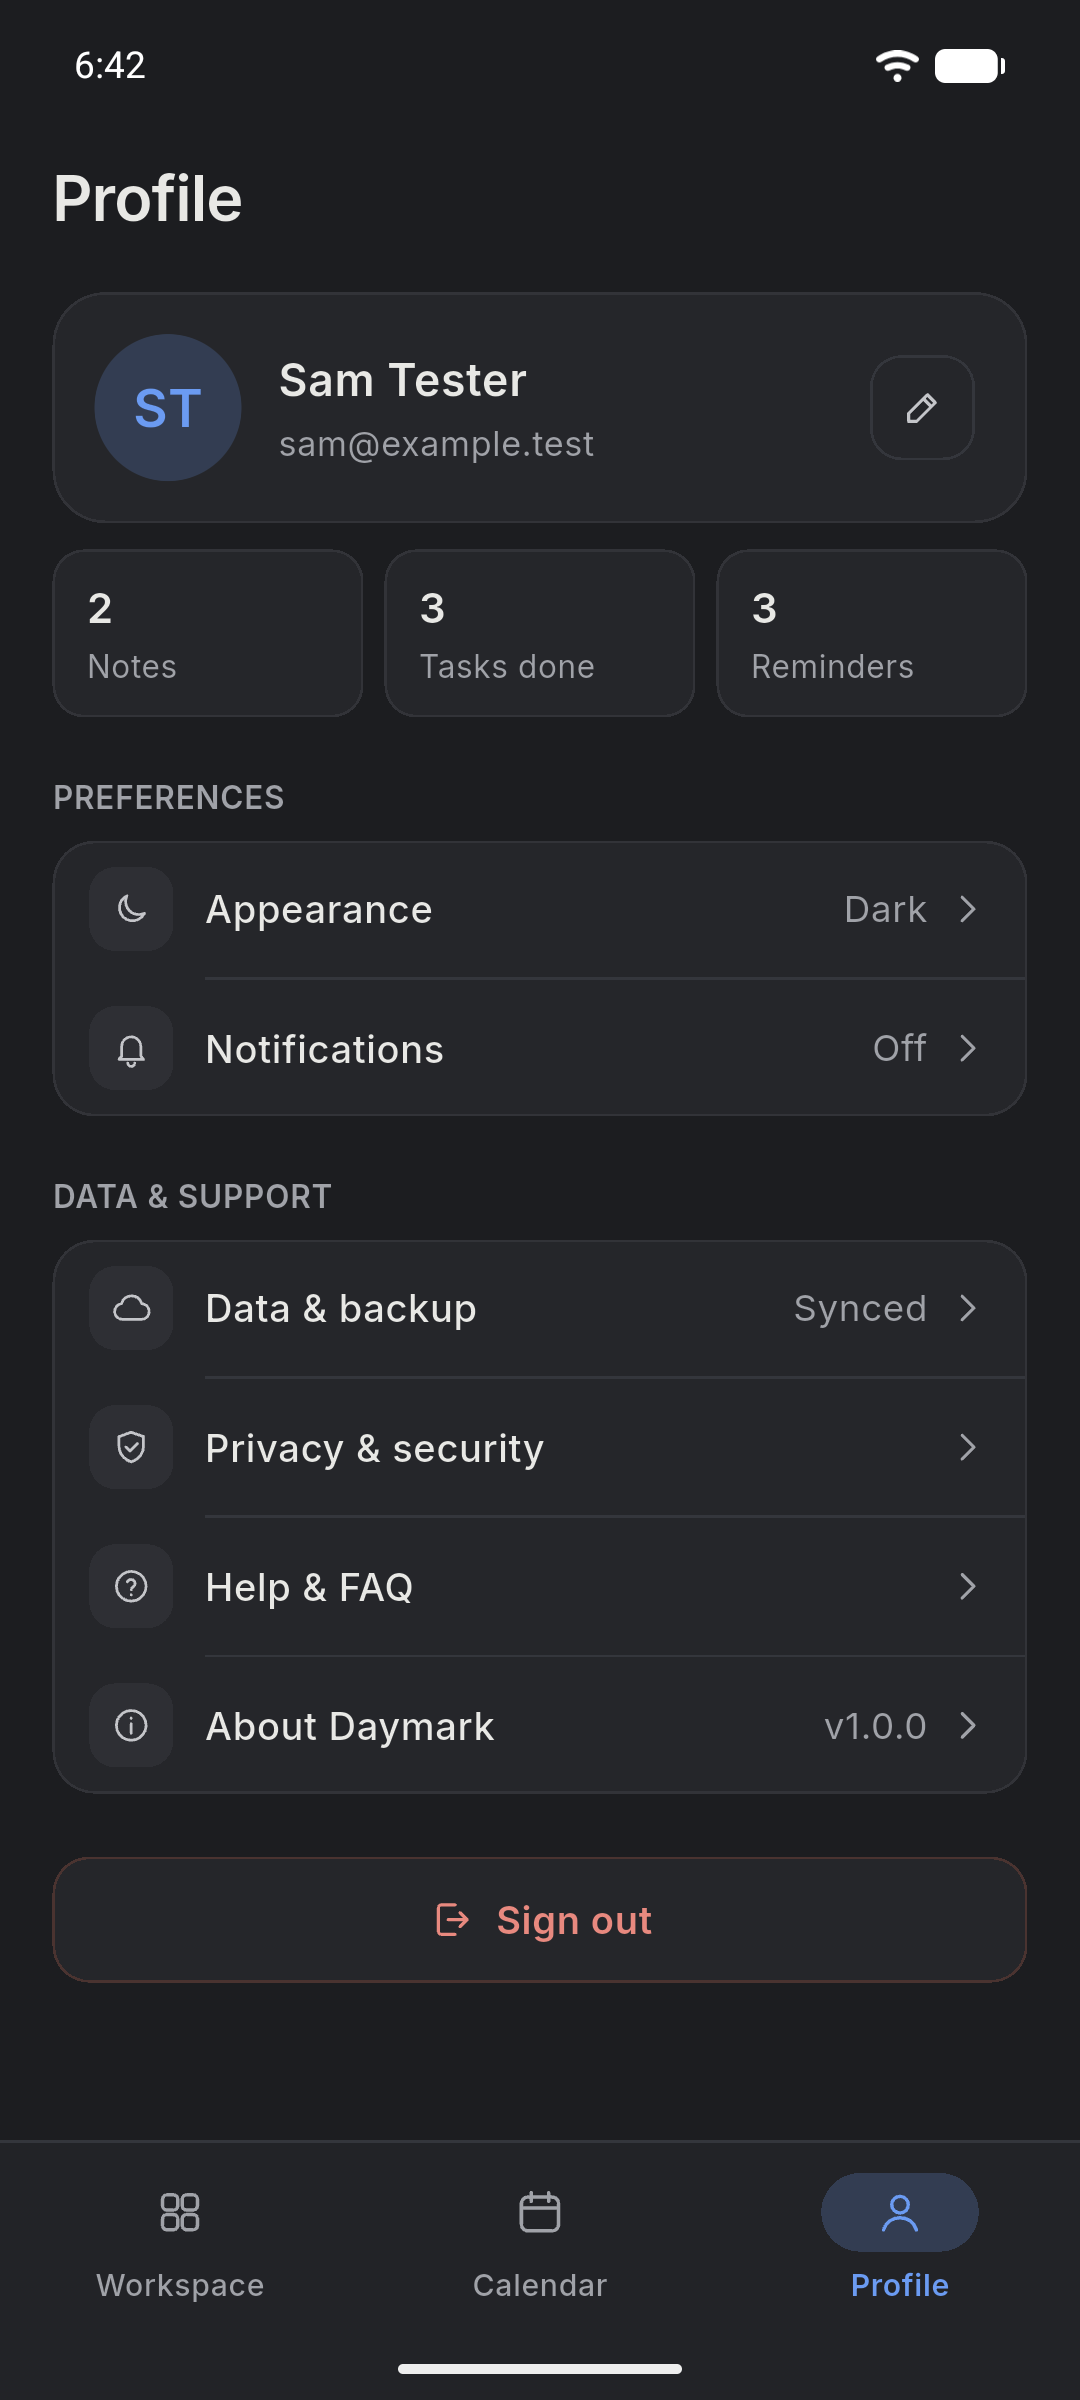 6:42
Profile
ST
Sam Tester
sam@example.test
2
Notes
3
Tasks done
3
Reminders
PREFERENCES
Appearance Dark
Notifications Off
DATA & SUPPORT
Data & backup Synced
Privacy & security
Help & FAQ
About Daymark v1.0.0
Sign out
Workspace Calendar Profile